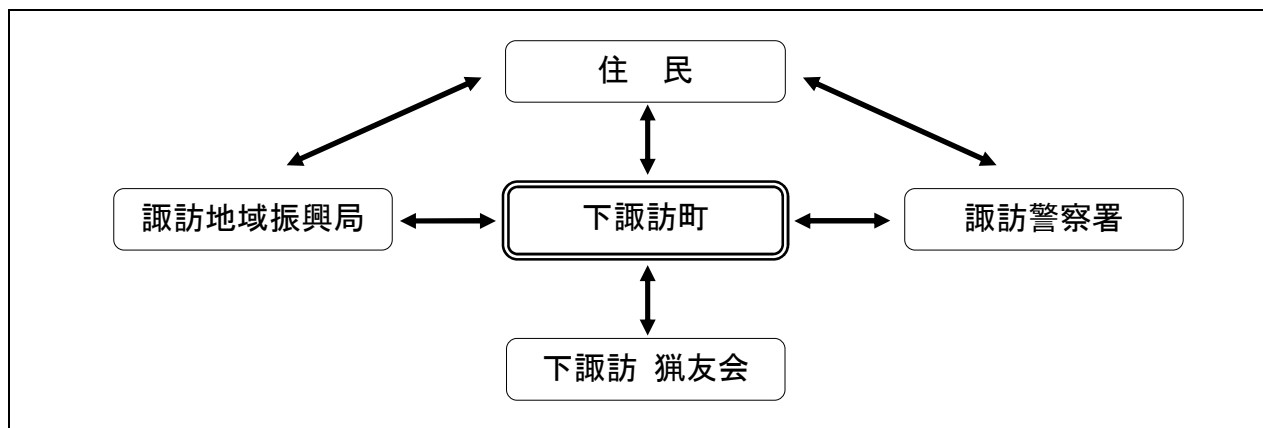 住　民
諏訪地域振興局
下諏訪町
諏訪警察署
下諏訪 猟友会